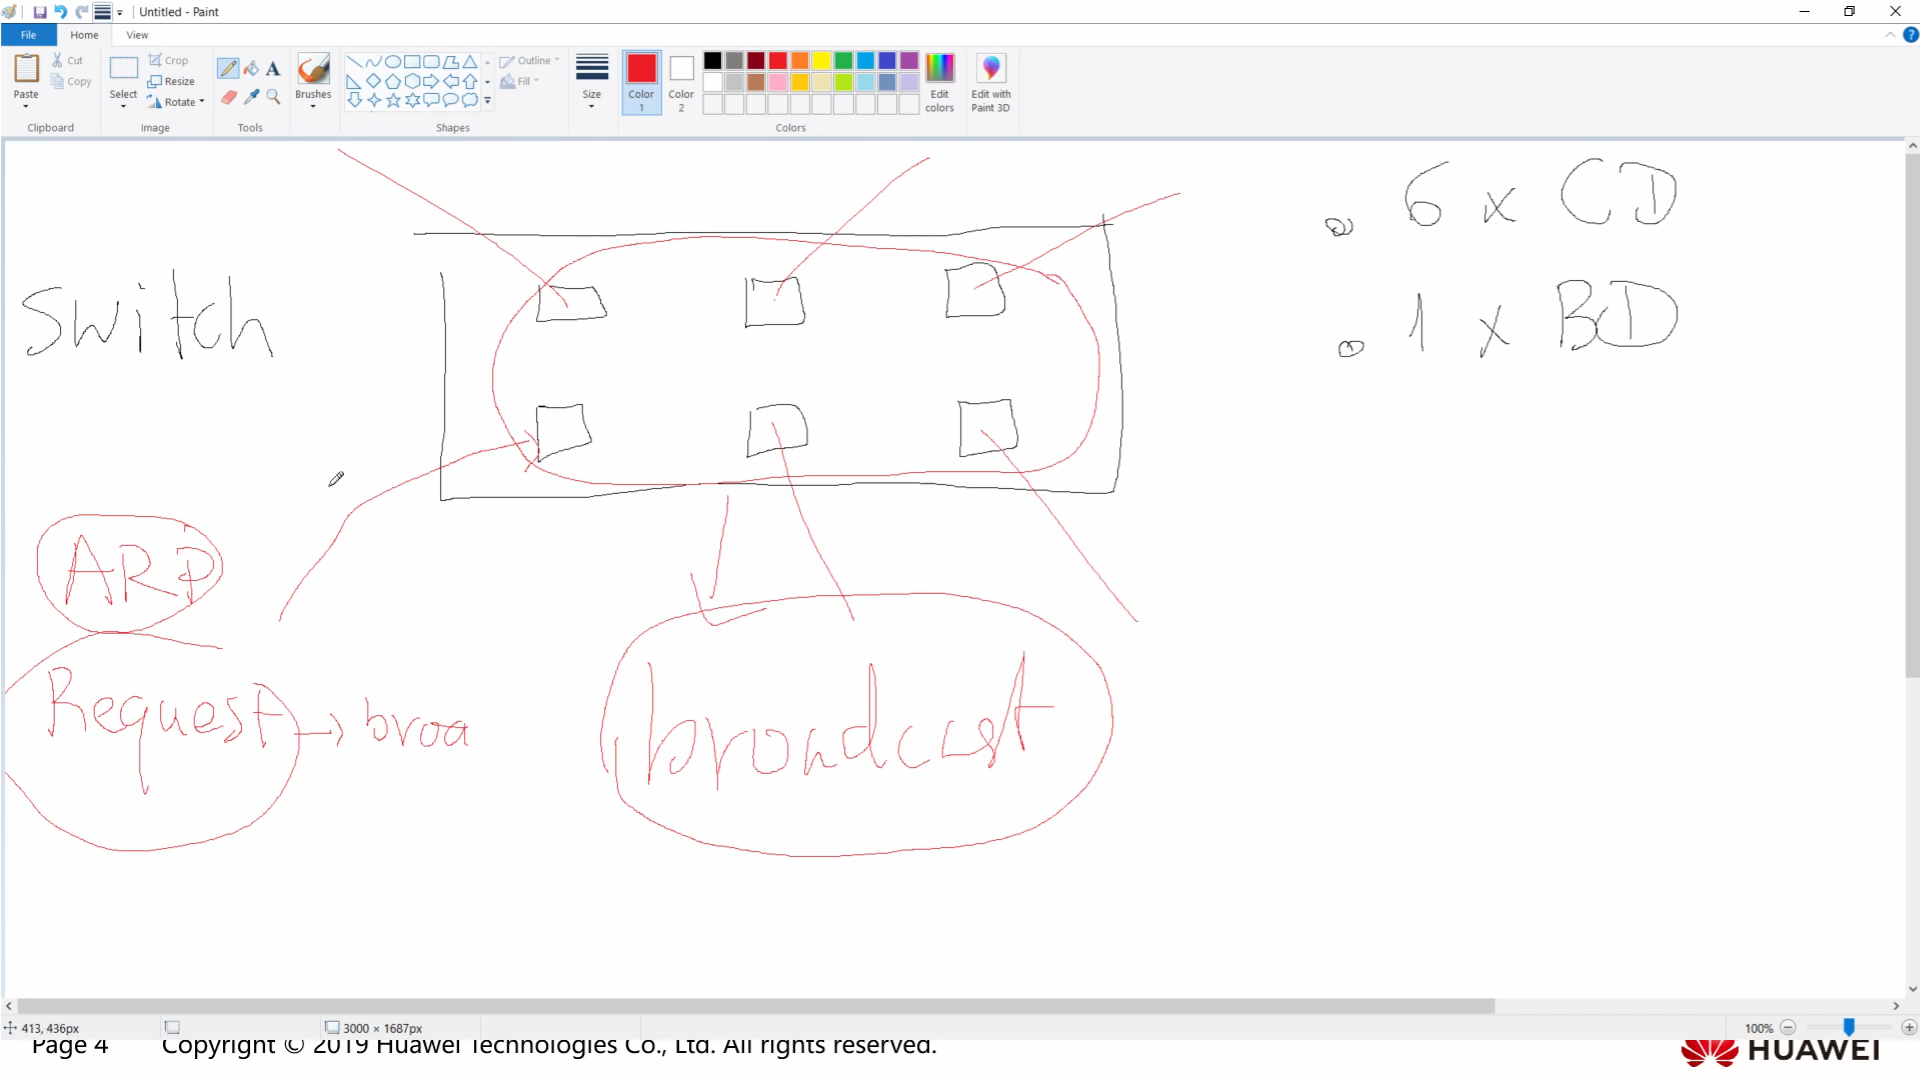 Untitled - Paint
File Home View
Paste
Cut
Copy
Clipboard
Select
Crop
Resize
Rotate
Image
Tools
Brushes
Shapes
Outline
Fill
Size
Color 1
Color 2
Colors
Edit colors
Edit with Paint 3D
6 x CD
1 x BD
Switch
ARP
Request → broa
broadcast
413, 436px
3000 × 1687px
100%
Page 4 Copyright © 2019 Huawei Technologies Co., Ltd. All rights reserved.
HUAWEI